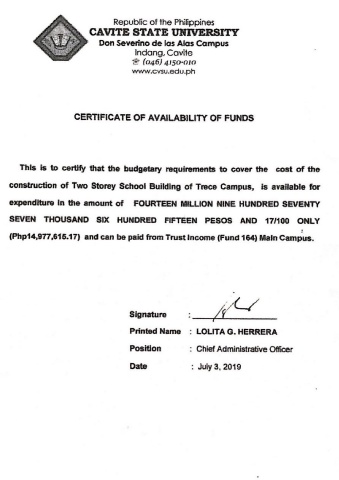 Republic of the Philippines
CAVITE STATE UNIVERSITY
Don Severino de las Alas Campus
Indang, Cavite
☏ (046) 4150-010
www.cvsu.edu.ph
CERTIFICATE OF AVAILABILITY OF FUNDS
This is to certify that the budgetary requirements to cover the cost of the
construction of Two Storey School Building of Trece Campus, is available for
expenditure in the amount of FOURTEEN MILLION NINE HUNDRED SEVENTY
SEVEN THOUSAND SIX HUNDRED FIFTEEN PESOS AND 17/100 ONLY
(Php14,977,615.17) and can be paid from Trust Income (Fund 164) Main Campus.
Signature :
Printed Name : LOLITA G. HERRERA
Position : Chief Administrative Officer
Date : July 3, 2019